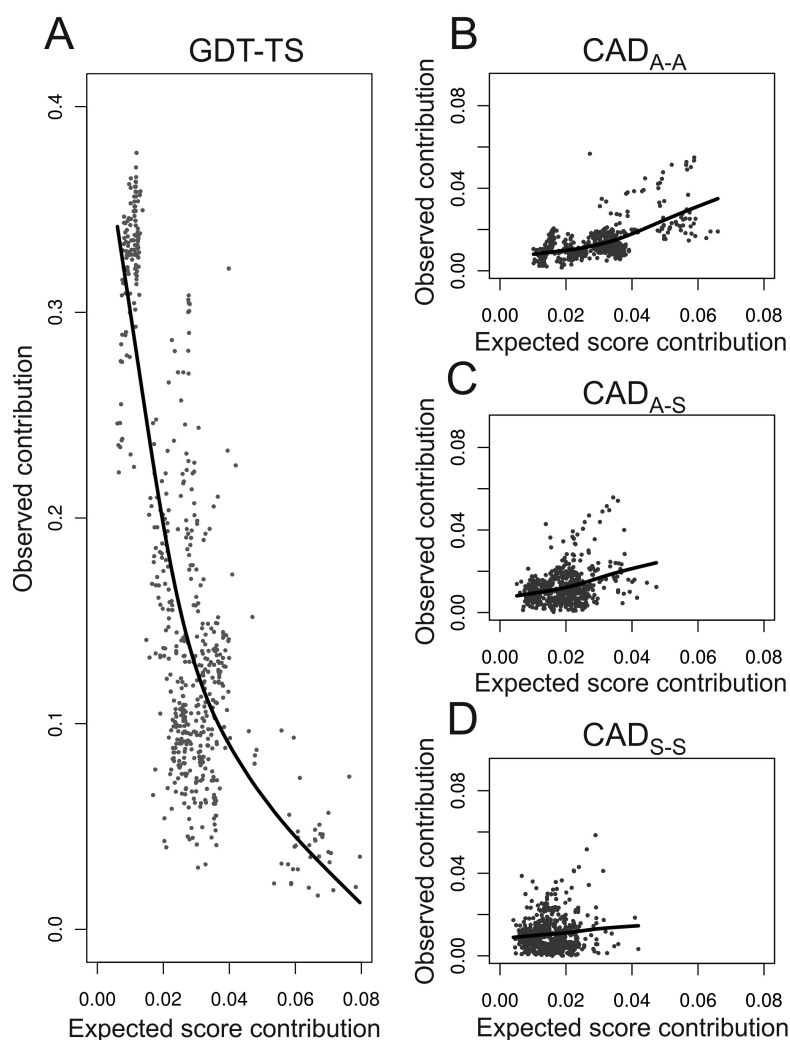 A
GDT-TS
Observed contribution
0.4
0.3
0.2
0.1
0.0
0.00 0.02 0.04 0.06 0.08
Expected score contribution
B
CADA-A
Observed contribution
0.08
0.04
0.00
0.00 0.02 0.04 0.06 0.08
Expected score contribution
C
CADA-S
Observed contribution
0.08
0.04
0.00
0.00 0.02 0.04 0.06 0.08
Expected score contribution
D
CADS-S
Observed contribution
0.08
0.04
0.00
0.00 0.02 0.04 0.06 0.08
Expected score contribution